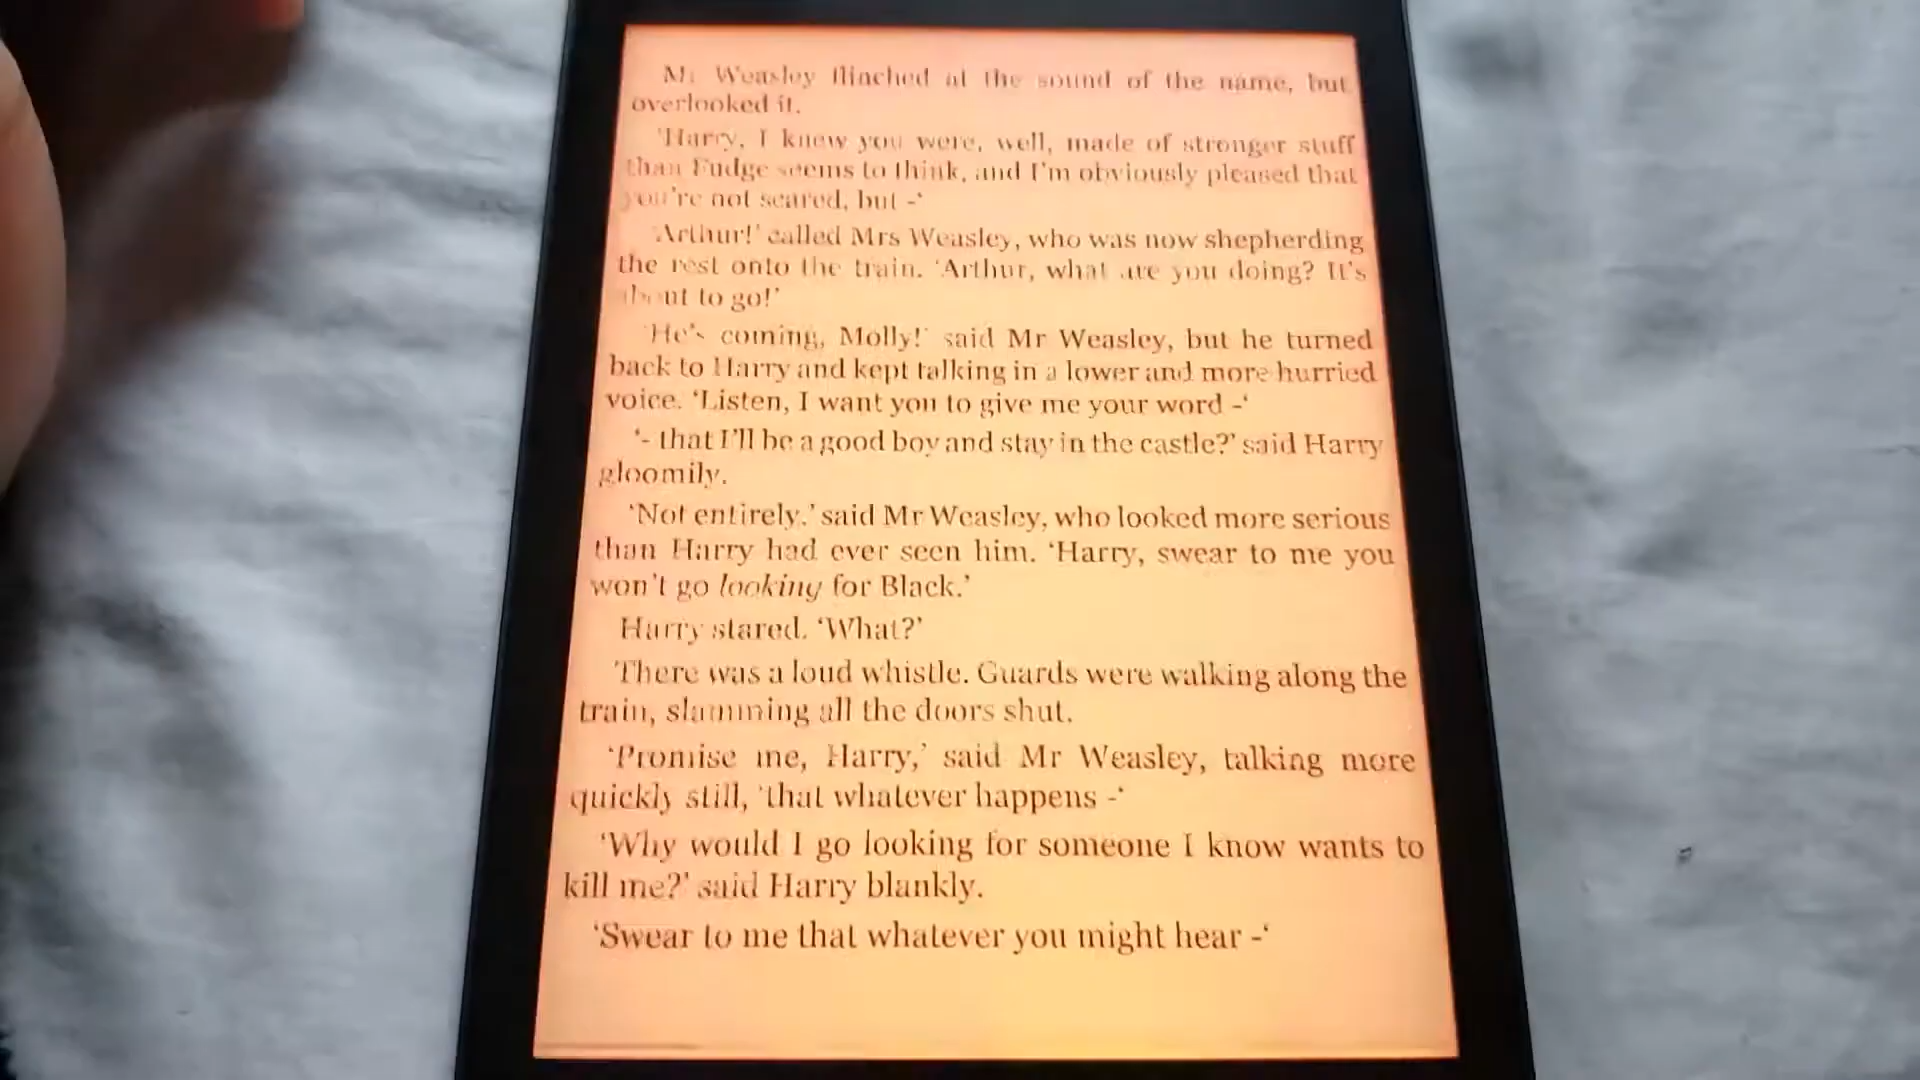 Mr Weasley flinched at the sound of the name, but
overlooked it.
'Harry, I knew you were, well, made of stronger stuff
than Fudge seems to think, and I'm obviously pleased that
you're not scared, but -‘
'Arthur!' called Mrs Weasley, who was now shepherding
the rest onto the train. 'Arthur, what are you doing? It's
about to go!'
'He's coming, Molly!' said Mr Weasley, but he turned
back to Harry and kept talking in a lower and more hurried
voice. ‘Listen, I want you to give me your word -‘
‘- that I’ll be a good boy and stay in the castle?’ said Harry
gloomily.
‘Not entirely,’ said Mr Weasley, who looked more serious
than Harry had ever seen him. ‘Harry, swear to me you
won’t go looking for Black.’
Harry stared. ‘What?’
There was a loud whistle. Guards were walking along the
train, slamming all the doors shut.
‘Promise me, Harry,’ said Mr Weasley, talking more
quickly still, ‘that whatever happens -‘
‘Why would I go looking for someone I know wants to
kill me?’ said Harry blankly.
‘Swear to me that whatever you might hear -‘